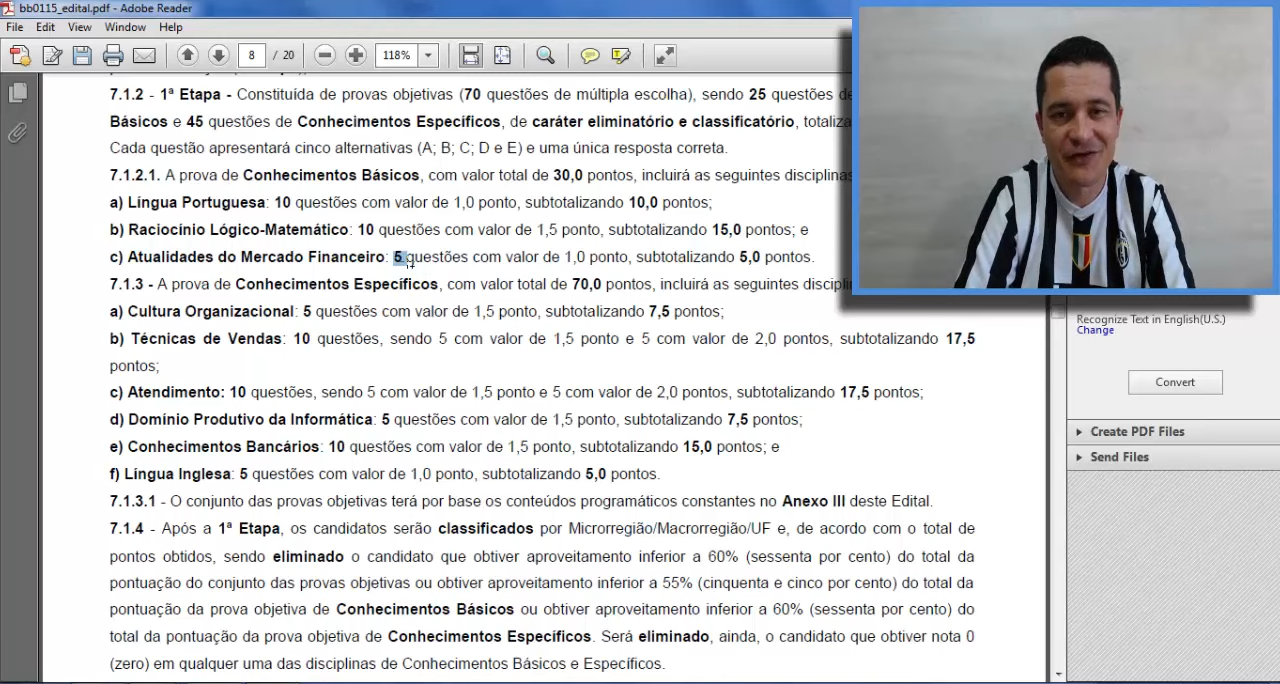 bb0115_edital.pdf - Adobe Reader
File Edit View Window Help
8 / 20 118%
7.1.2 - 1ª Etapa - Constituída de provas objetivas (70 questões de múltipla escolha), sendo 25 questões de
Básicos e 45 questões de Conhecimentos Específicos, de caráter eliminatório e classificatório, totaliza
Cada questão apresentará cinco alternativas (A; B; C; D e E) e uma única resposta correta.
7.1.2.1. A prova de Conhecimentos Básicos, com valor total de 30,0 pontos, incluirá as seguintes disciplinas
a) Língua Portuguesa: 10 questões com valor de 1,0 ponto, subtotalizando 10,0 pontos;
b) Raciocínio Lógico-Matemático: 10 questões com valor de 1,5 ponto, subtotalizando 15,0 pontos; e
c) Atualidades do Mercado Financeiro: 5 questões com valor de 1,0 ponto, subtotalizando 5,0 pontos.
7.1.3 - A prova de Conhecimentos Específicos, com valor total de 70,0 pontos, incluirá as seguintes discipli
a) Cultura Organizacional: 5 questões com valor de 1,5 ponto, subtotalizando 7,5 pontos;
b) Técnicas de Vendas: 10 questões, sendo 5 com valor de 1,5 ponto e 5 com valor de 2,0 pontos, subtotalizando 17,5
pontos;
c) Atendimento: 10 questões, sendo 5 com valor de 1,5 ponto e 5 com valor de 2,0 pontos, subtotalizando 17,5 pontos;
d) Domínio Produtivo da Informática: 5 questões com valor de 1,5 ponto, subtotalizando 7,5 pontos;
e) Conhecimentos Bancários: 10 questões com valor de 1,5 ponto, subtotalizando 15,0 pontos; e
f) Língua Inglesa: 5 questões com valor de 1,0 ponto, subtotalizando 5,0 pontos.
7.1.3.1 - O conjunto das provas objetivas terá por base os conteúdos programáticos constantes no Anexo III deste Edital.
7.1.4 - Após a 1ª Etapa, os candidatos serão classificados por Microrregião/Macrorregião/UF e, de acordo com o total de
pontos obtidos, sendo eliminado o candidato que obtiver aproveitamento inferior a 60% (sessenta por cento) do total da
pontuação do conjunto das provas objetivas ou obtiver aproveitamento inferior a 55% (cinquenta e cinco por cento) do total da
pontuação da prova objetiva de Conhecimentos Básicos ou obtiver aproveitamento inferior a 60% (sessenta por cento) do
total da pontuação da prova objetiva de Conhecimentos Específicos. Será eliminado, ainda, o candidato que obtiver nota 0
(zero) em qualquer uma das disciplinas de Conhecimentos Básicos e Específicos.
Recognize Text in English(U.S.)
Change
Convert
Create PDF Files
Send Files